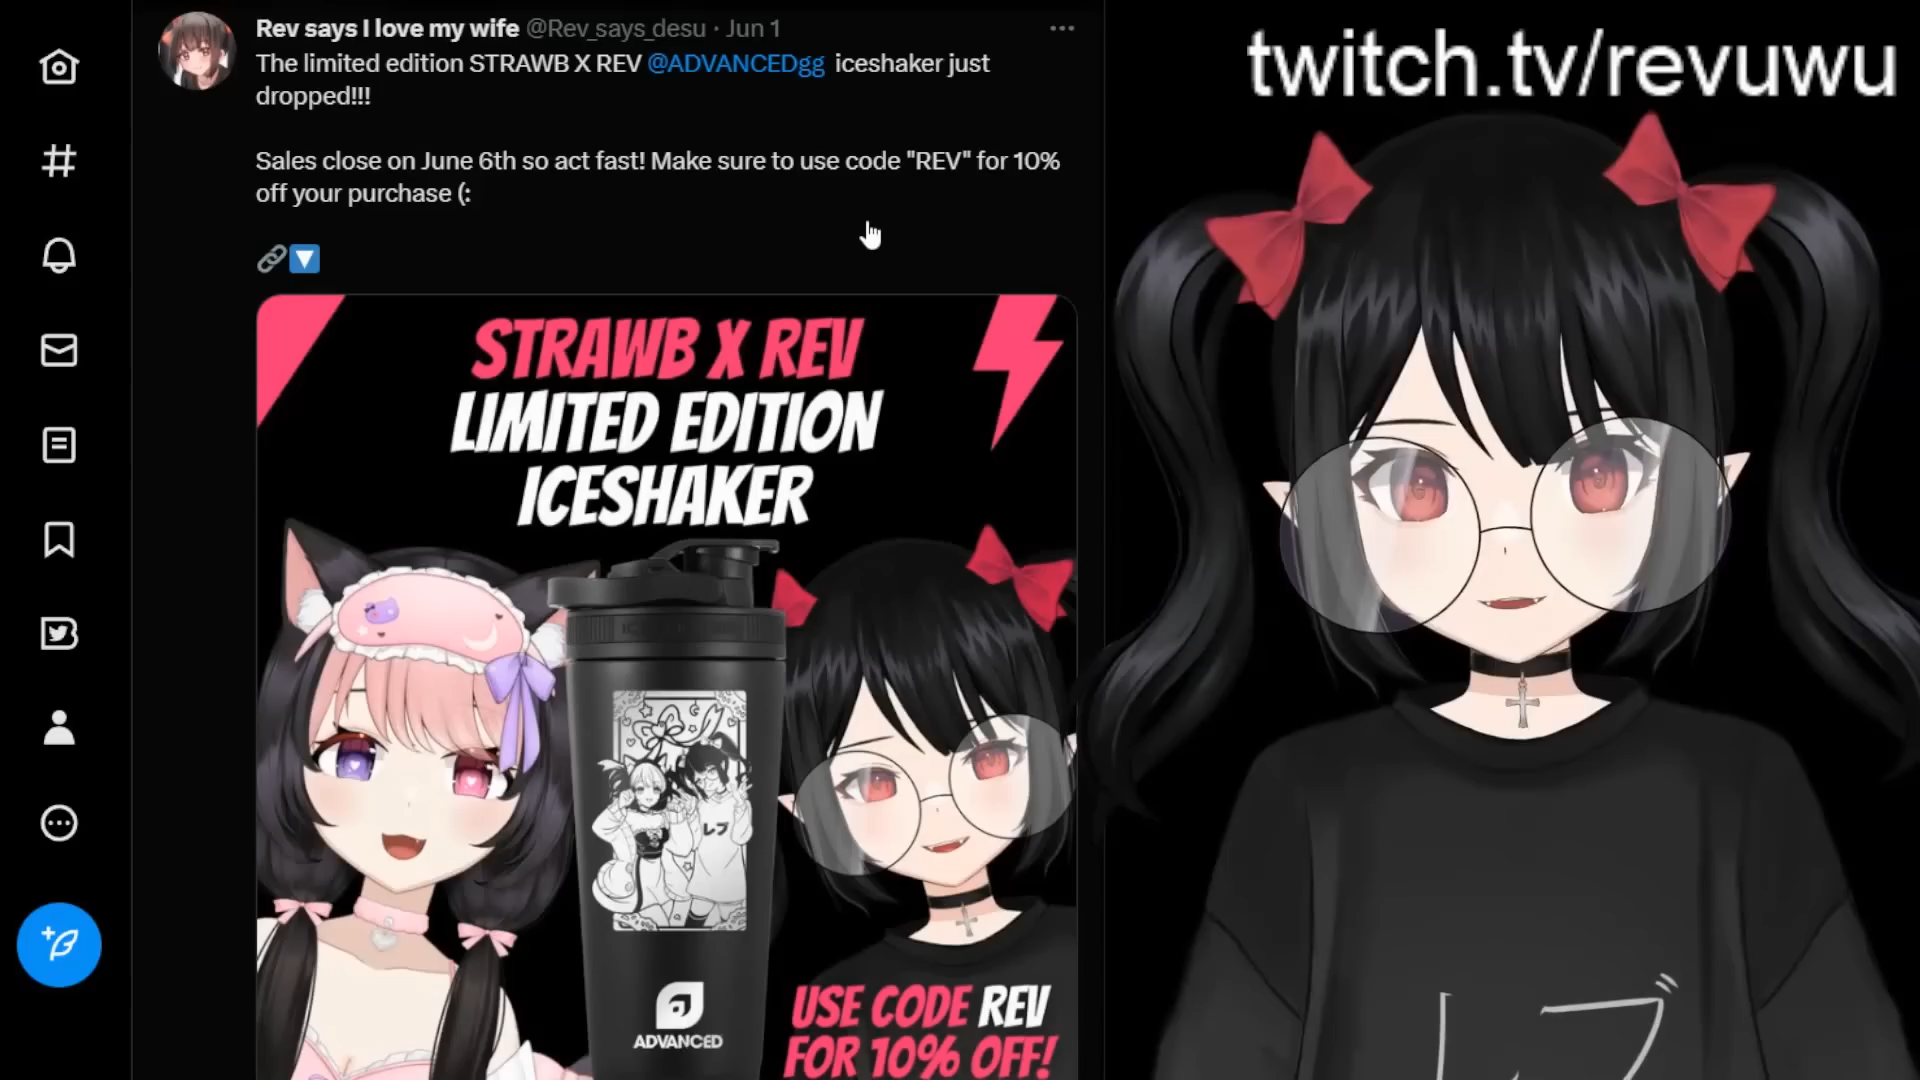 Rev says I love my wife @Rev_says_desu · Jun 1
The limited edition STRAWB X REV @ADVANCEDgg iceshaker just
dropped!!!
Sales close on June 6th so act fast! Make sure to use code "REV" for 10%
off your purchase (:
STRAWB X REV
LIMITED EDITION
ICESHAKER
レブ
ADVANCED
USE CODE REV
FOR 10% OFF!
twitch.tv/revuwu
レブ